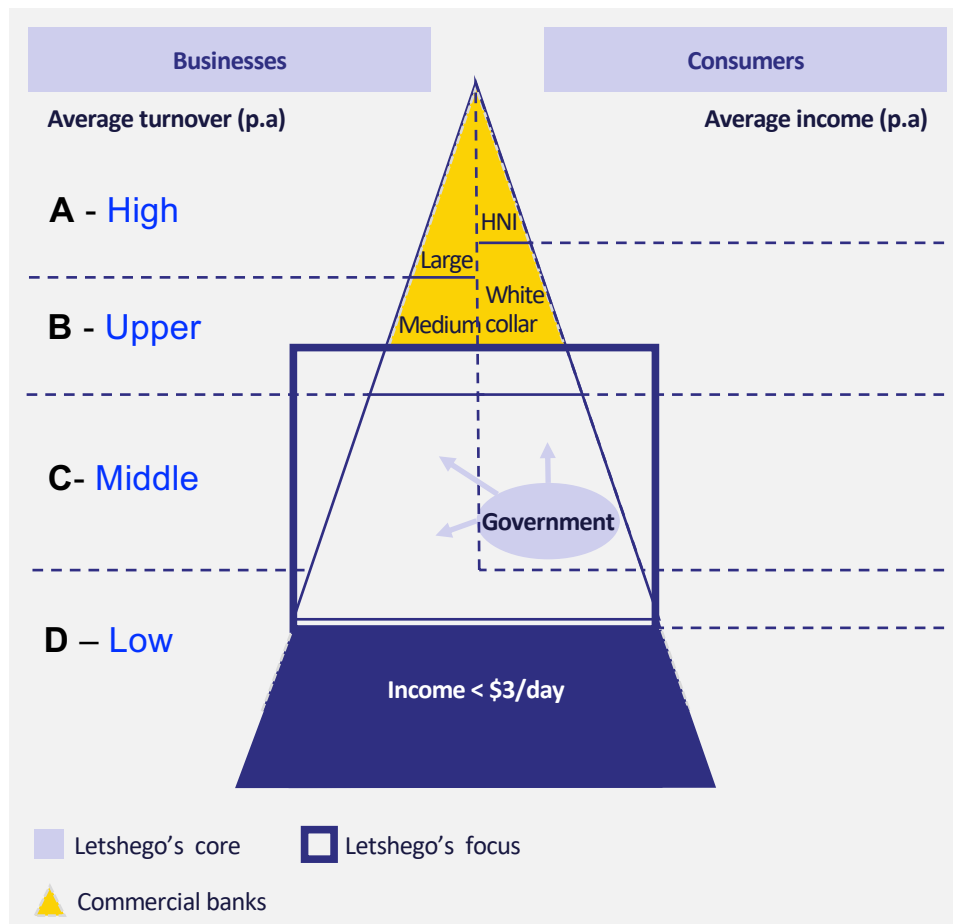 Businesses
Consumers
Average turnover (p.a)
Average income (p.a)
A - High
HNI
Large
White
collar
B - Upper
Medium
C- Middle
Government
D – Low
Income < $3/day
Letshego’s core
Letshego’s focus
Commercial banks